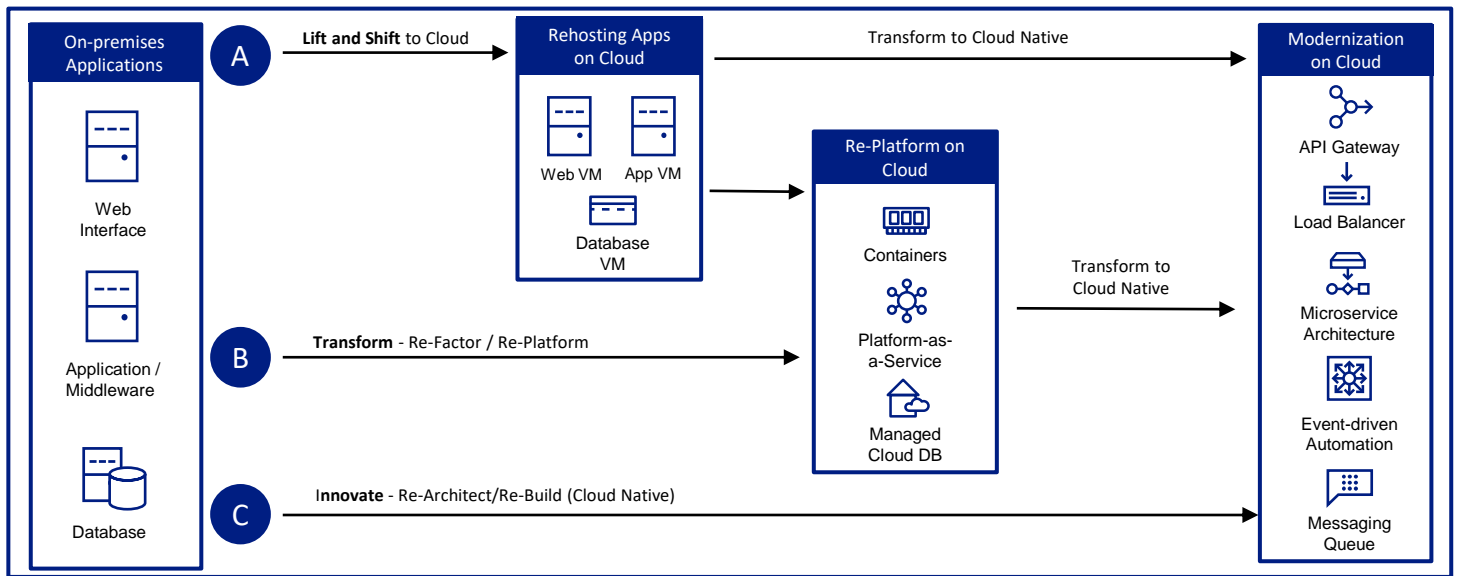 On-premises
Applications
Web
Interface
Application /
Middleware
Database
A
Lift and Shift to Cloud
B
Transform - Re-Factor / Re-Platform
C
Innovate - Re-Architect/Re-Build (Cloud Native)
Rehosting Apps
on Cloud
Web VM
App VM
Database
VM
Transform to Cloud Native
Re-Platform on
Cloud
Containers
Platform-as-
a-Service
Managed
Cloud DB
Transform to
Cloud Native
Modernization
on Cloud
API Gateway
Load Balancer
Microservice
Architecture
Event-driven
Automation
Messaging
Queue